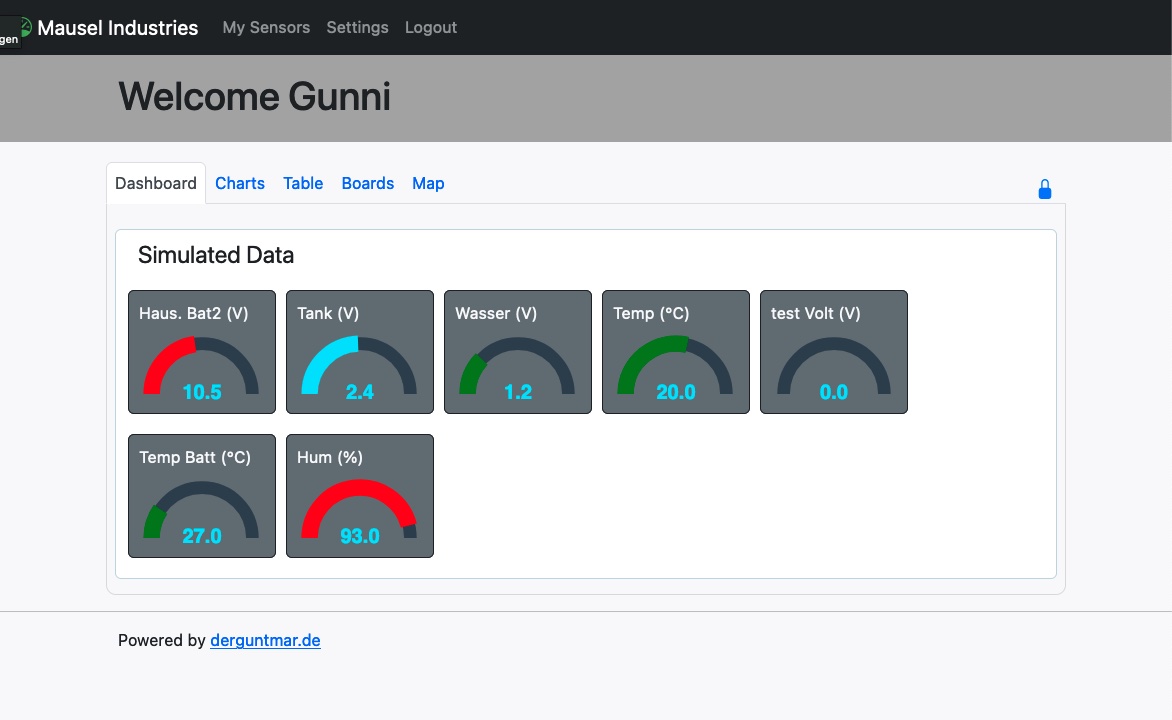 gen
Mausel Industries My Sensors Settings Logout
Welcome Gunni
Dashboard Charts Table Boards Map
Simulated Data
Haus. Bat2 (V) Tank (V) Wasser (V) Temp (°C) test Volt (V)
10.5 2.4 1.2 20.0 0.0
Temp Batt (°C) Hum (%)
27.0 93.0
Powered by derguntmar.de